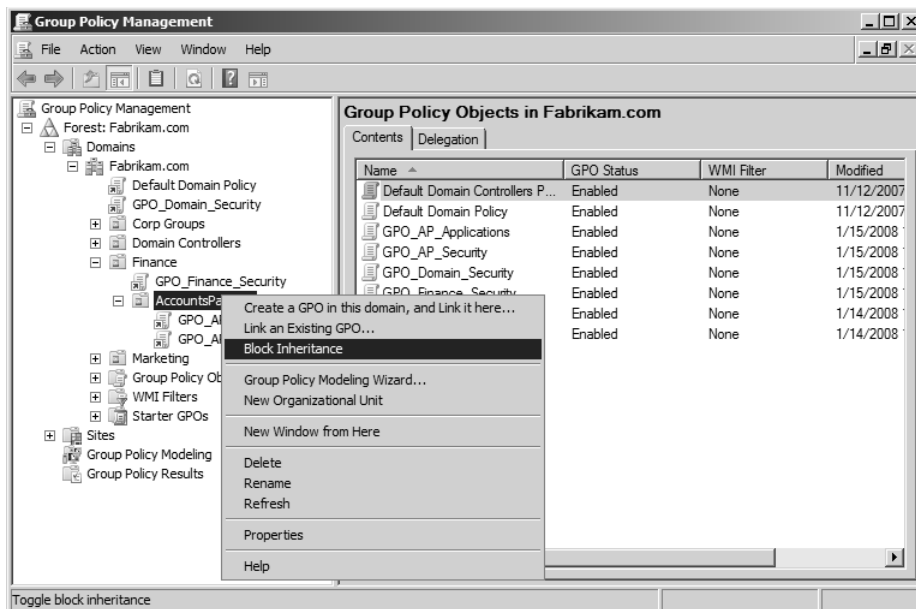 Group Policy Management
File Action View Window Help
Group Policy Management
Forest: Fabrikam.com
Domains
Fabrikam.com
Default Domain Policy
GPO_Domain_Security
Corp Groups
Domain Controllers
Finance
GPO_Finance_Security
AccountsPa
GPO_A
GPO_A
Marketing
Group Policy Ob
WMI Filters
Starter GPOs
Sites
Group Policy Modeling
Group Policy Results
Group Policy Objects in Fabrikam.com
Contents Delegation
Name GPO Status WMI Filter Modified
Default Domain Controllers P... Enabled None 11/12/2007
Default Domain Policy Enabled None 11/12/2007
GPO_AP_Applications Enabled None 1/15/2008
GPO_AP_Security Enabled None 1/15/2008
GPO_Domain_Security Enabled None 1/15/2008
GPO_Finance_Security Enabled None 1/15/2008
Enabled None 1/14/2008
Enabled None 1/14/2008
Create a GPO in this domain, and Link it here...
Link an Existing GPO...
Block Inheritance
Group Policy Modeling Wizard...
New Organizational Unit
New Window from Here
Delete
Rename
Refresh
Properties
Help
Toggle block inheritance